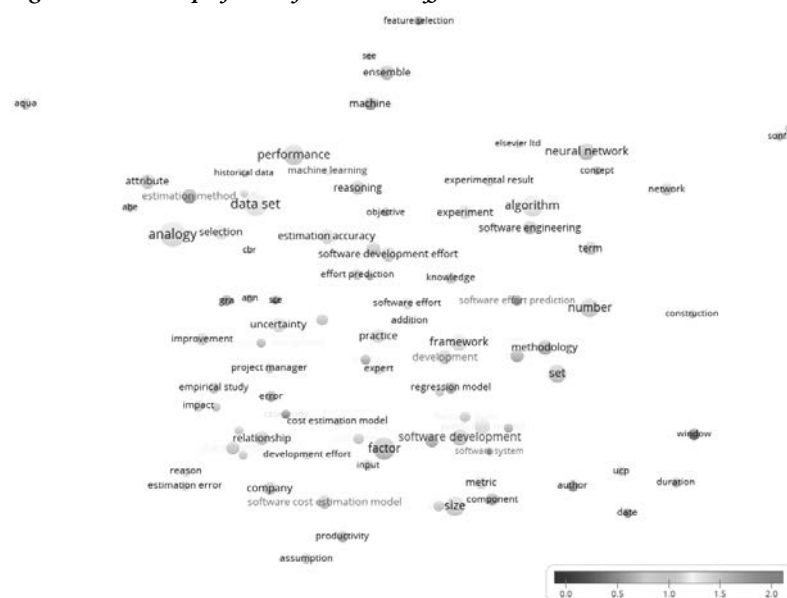 feature selection
see
ensemble
aqua
machine
elsevier ltd
performance
neural network
historical data
machine learning
concept
attribute
reasoning
experimental result
network
estimation method
abe
data set
objective
experiment
algorithm
analogy
selection
estimation accuracy
software engineering
cbr
software development effort
term
effort prediction
knowledge
gra
ann
software effort
software effort prediction
number
construction
uncertainty
addition
improvement
practice
framework
methodology
development
project manager
expert
set
empirical study
error
regression model
impact
cost estimation model
relationship
factor
software development
window
development effort
software system
input
reason
ucp
estimation error
company
metric
author
duration
software cost estimation model
size
component
date
productivity
assumption
0.0 0.5 1.0 1.5 2.0